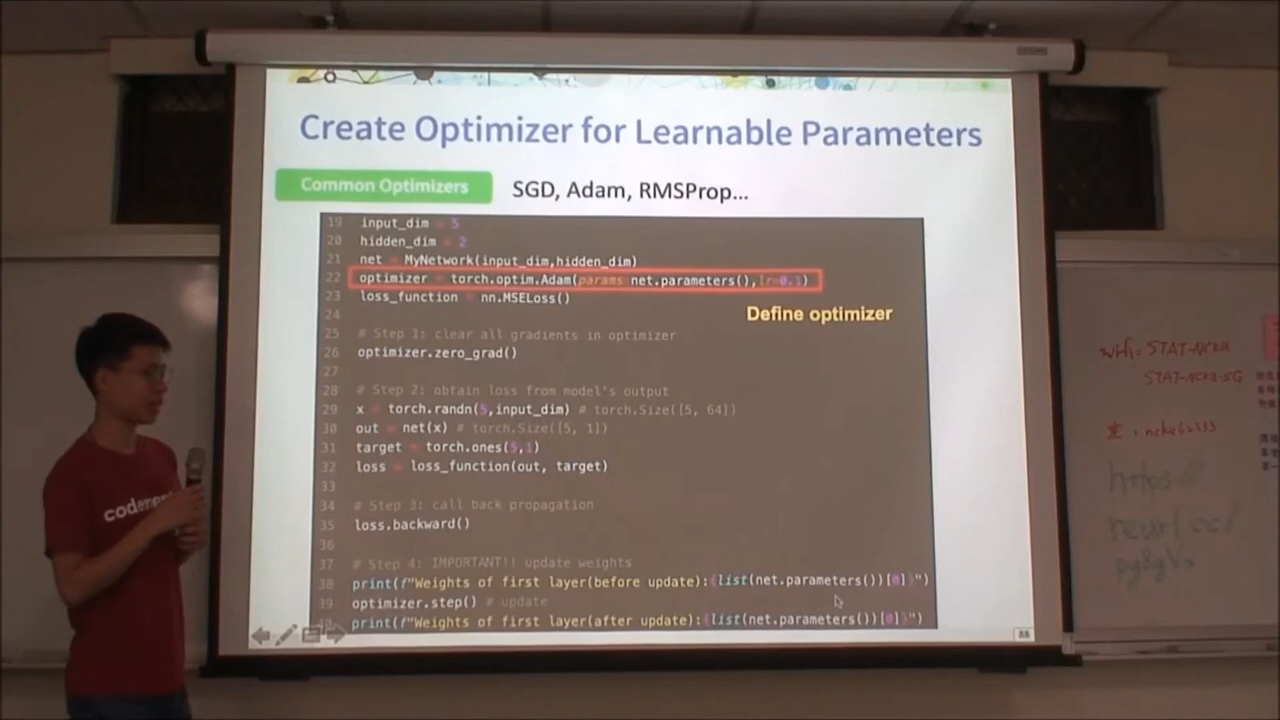 Create Optimizer for Learnable Parameters
Common Optimizers
SGD, Adam, RMSProp...
19 input_dim = 5
20 hidden_dim = 2
21 net = MyNetwork(input_dim,hidden_dim)
22 optimizer = torch.optim.Adam(params=net.parameters(),lr=0.1)
23 loss_function = nn.MSELoss()
Define optimizer
24
25 # Step 1: clear all gradients in optimizer
26 optimizer.zero_grad()
27
28 # Step 2: obtain loss from model's output
29 x = torch.randn(5,input_dim) # torch.Size([5, 64])
30 out = net(x) # torch.Size([5, 1])
31 target = torch.ones(5,1)
32 loss = loss_function(out, target)
33
34 # Step 3: call back propagation
35 loss.backward()
36
37 # Step 4: IMPORTANT!! update weights
38 print(f"Weights of first layer(before update):{list(net.parameters())[0]}")
39 optimizer.step() # update
print(f"Weights of first layer(after update):{list(net.parameters())[0]}")
88
wifi: STAT-NCKU
STAT-NCKU-5G
https://
reurl.cc/
py8gVx